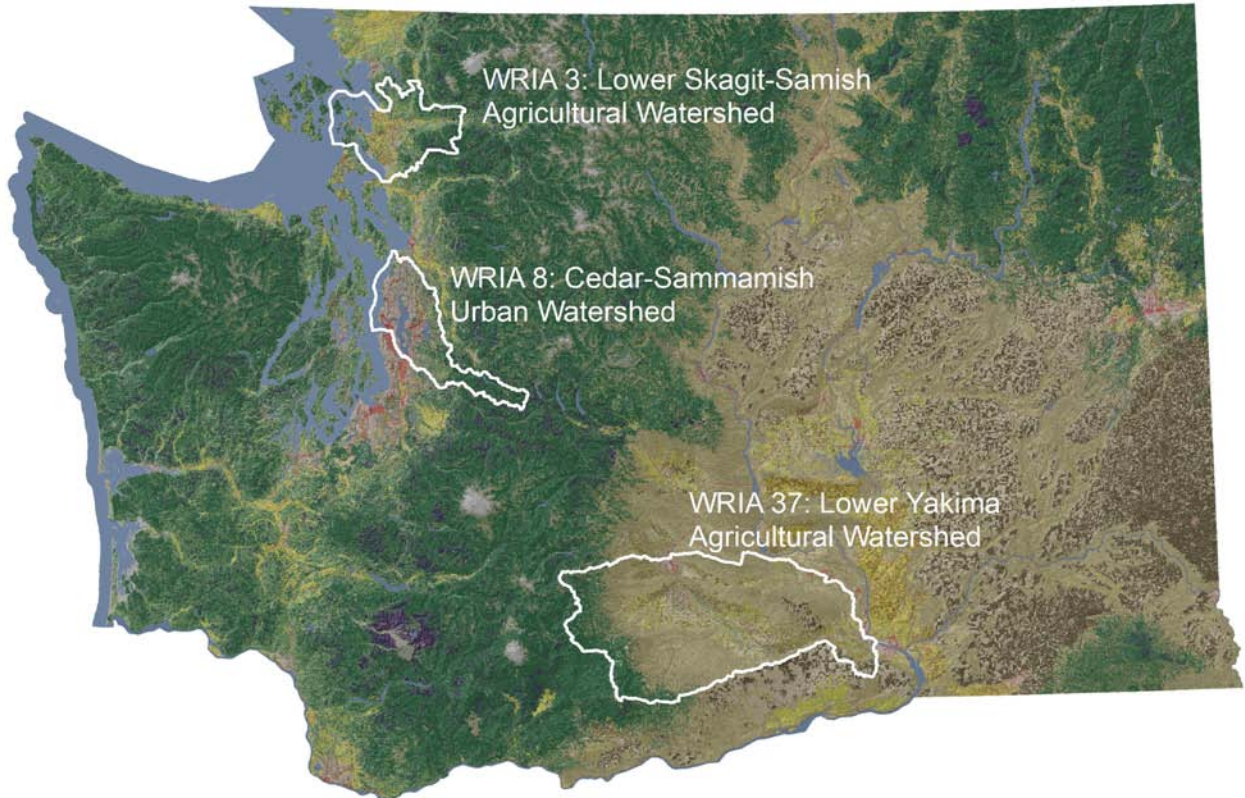 WRIA 3: Lower Skagit-Samish
Agricultural Watershed
WRIA 8: Cedar-Sammamish
Urban Watershed
WRIA 37: Lower Yakima
Agricultural Watershed